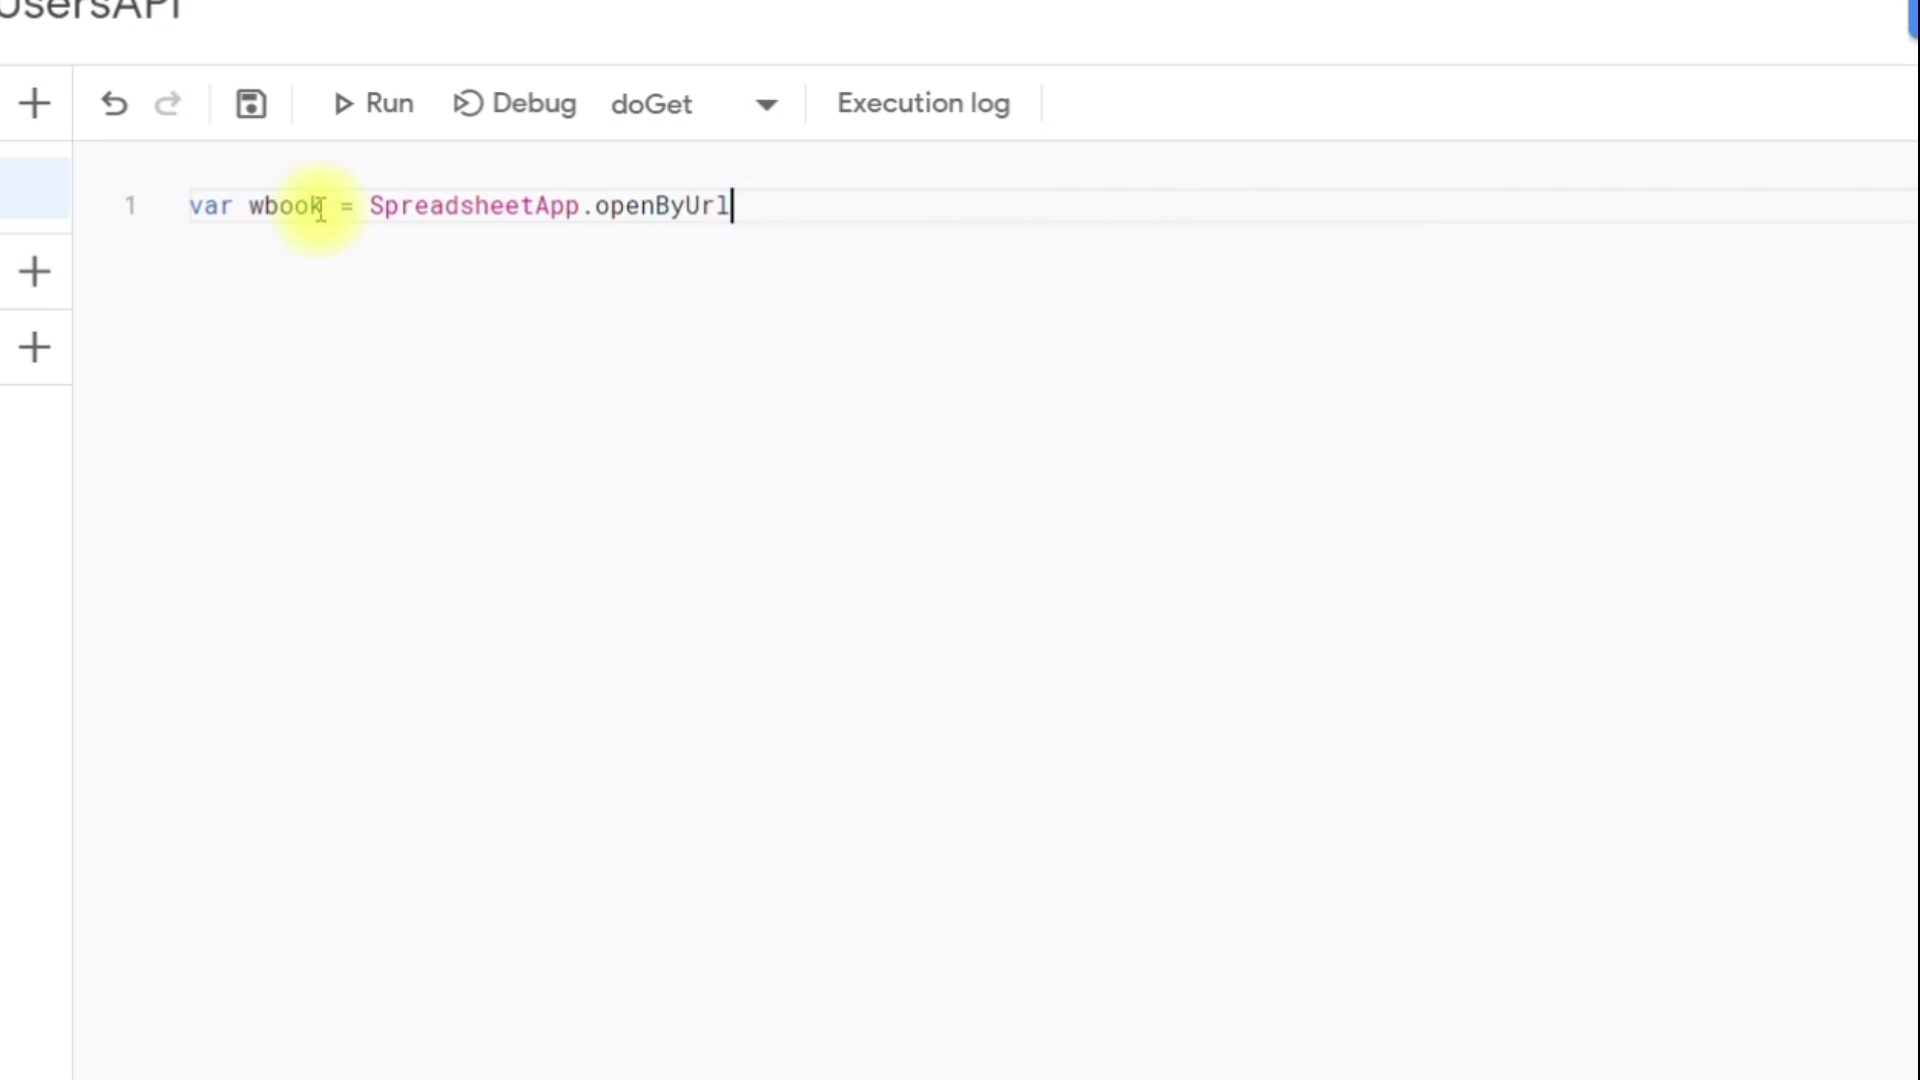 UsersAPI
Run Debug doGet Execution log
1 var wbook = SpreadsheetApp.openByUrl